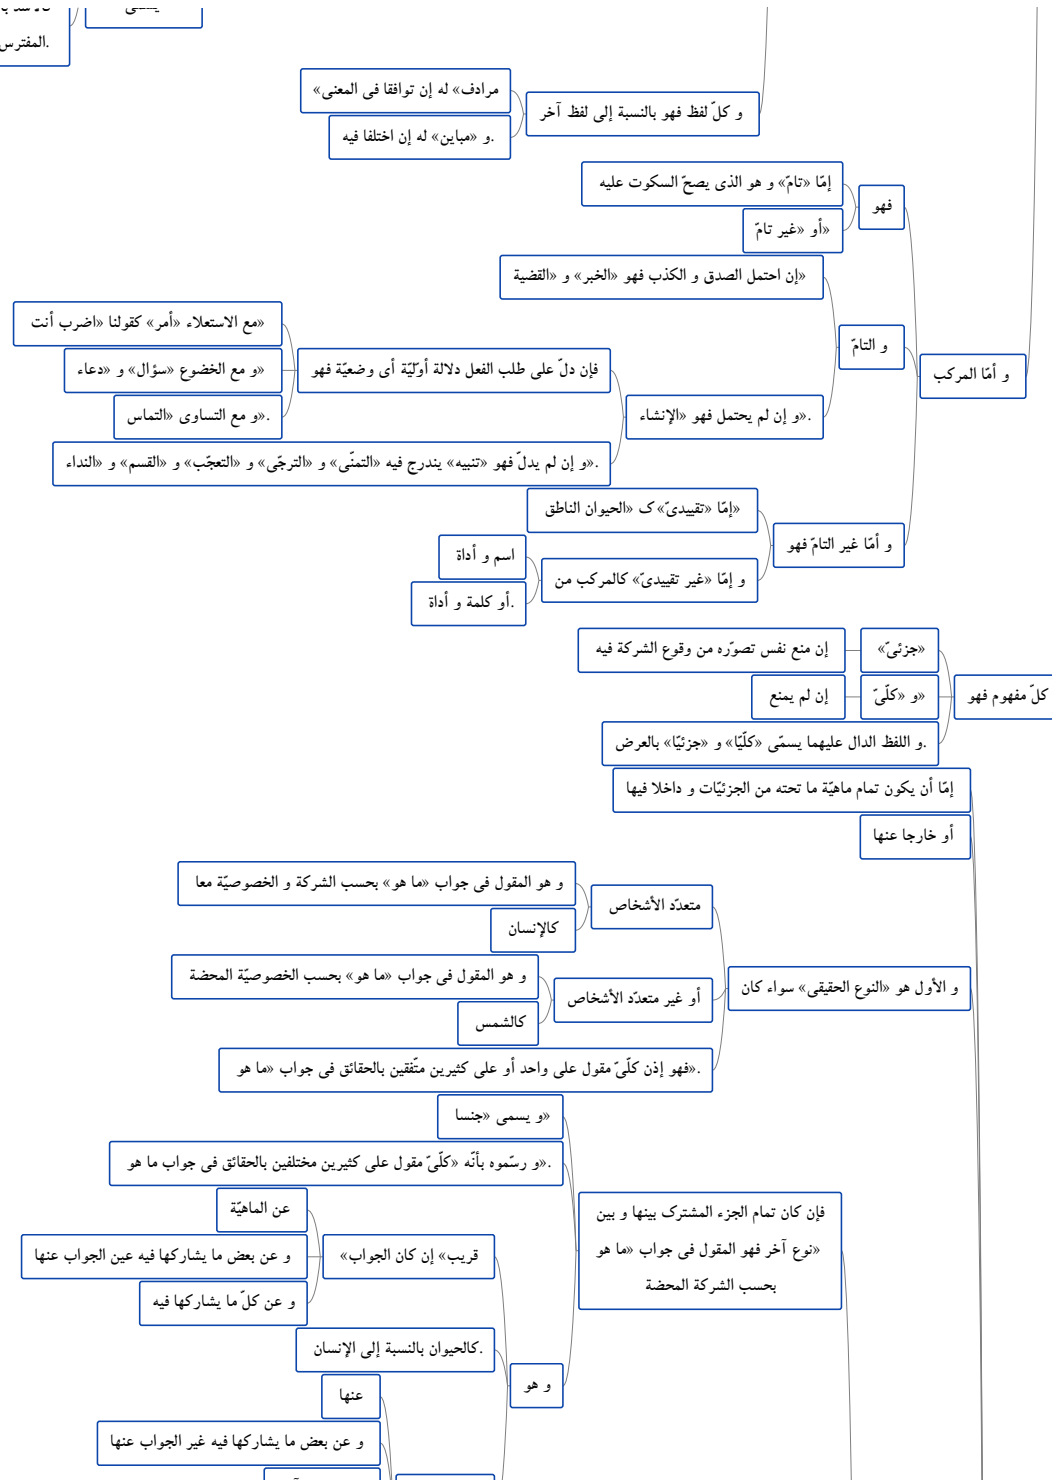 المفترس.
و كلّ لفظ فهو بالنسبة إلى لفظ آخر
مرادف» له إن توافقا فى المعنى»
و «مباين» له إن اختلفا فيه.
و أمّا المركب
فهو
إمّا «تامّ» و هو الذى يصحّ السكوت عليه
أو «غير تامّ»
و التامّ
إن احتمل الصدق و الكذب فهو «الخبر» و «القضية»
و إن لم يحتمل فهو «الإنشاء».
فإن دلّ على طلب الفعل دلالة أوّليّة أى وضعيّة فهو
مع الاستعلاء «أمر» كقولنا «اضرب أنت»
و مع الخضوع «سؤال» و «دعاء»
و مع التساوى «التماس».
و إن لم يدلّ فهو «تنبيه» يندرج فيه «التمنّى» و «الترجّى» و «التعجّب» و «القسم» و «النداء».
و أمّا غير التامّ فهو
إمّا «تقييدىّ» ک «الحيوان الناطق»
و إمّا «غير تقييدىّ» كالمركب من
اسم و أداة
أو كلمة و أداة.
كلّ مفهوم فهو
«جزئىّ»
إن منع نفس تصوّره من وقوع الشركة فيه
و «كلّىّ»
إن لم يمنع
و اللفظ الدال عليهما يسمّى «كلّيّا» و «جزئيّا» بالعرض.
إمّا أن يكون تمام ماهيّة ما تحته من الجزئيّات و داخلا فيها
أو خارجا عنها
و الأول هو «النوع الحقيقى» سواء كان
متعدّد الأشخاص
و هو المقول فى جواب «ما هو» بحسب الشركة و الخصوصيّة معا
كالإنسان
أو غير متعدّد الأشخاص
و هو المقول فى جواب «ما هو» بحسب الخصوصيّة المحضة
كالشمس
فهو إذن كلّىّ مقول على واحد أو على كثيرين متّفقين بالحقائق فى جواب «ما هو».
فإن كان تمام الجزء المشترك بينها و بين
نوع آخر فهو المقول فى جواب «ما هو»
بحسب الشركة المحضة
و يسمى «جنسا»
و رسّموه بأنّه «كلّىّ مقول على كثيرين مختلفين بالحقائق فى جواب ما هو».
و هو
قريب» إن كان الجواب»
عن الماهيّة
و عن بعض ما يشاركها فيه عين الجواب عنها
و عن كلّ ما يشاركها فيه
كالحيوان بالنسبة إلى الإنسان.
عنها
و عن بعض ما يشاركها فيه غير الجواب عنها